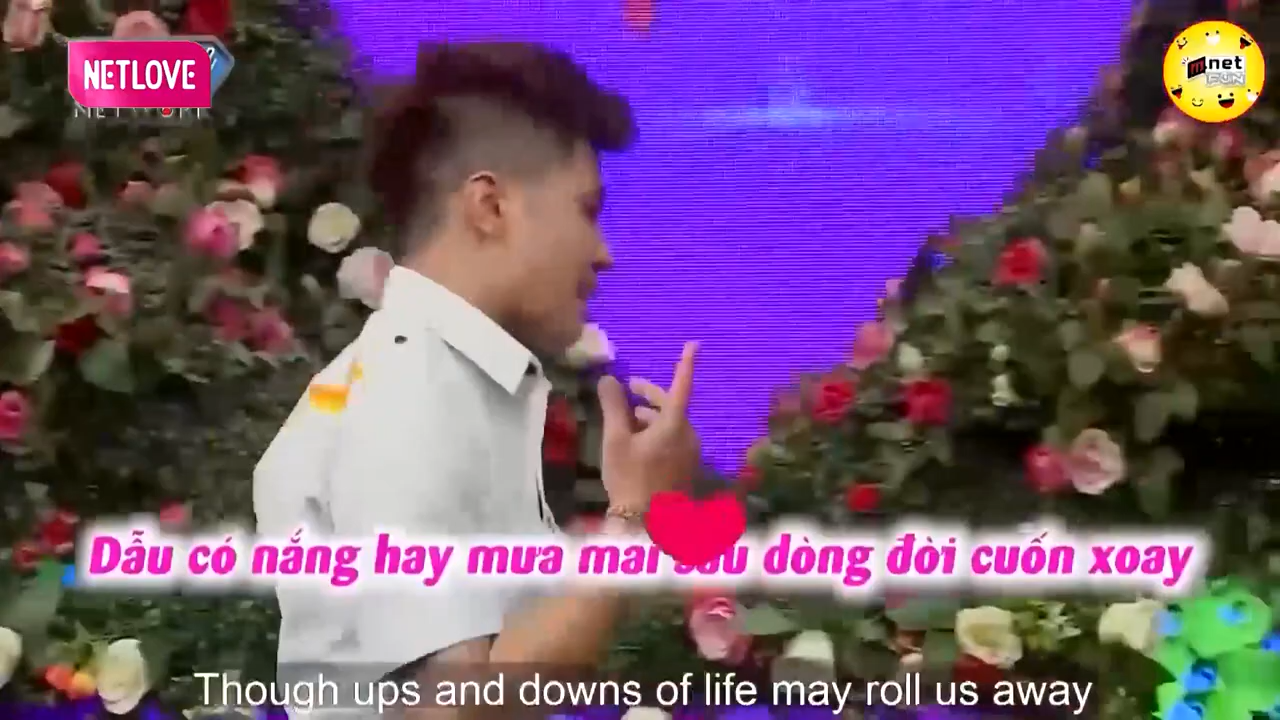 NETLOVE
mnet
FUN
Dẫu có nắng hay mưa mai dòng đời cuốn xoay
Though ups and downs of life may roll us away